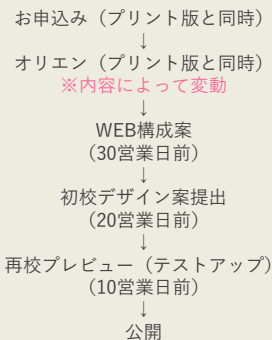 お申込み（プリント版と同時）
↓
オリエン（プリント版と同時）
※内容によって変動
↓
WEB構成案
（30営業日前）
↓
初校デザイン案提出
（20営業日前）
↓
再校プレビュー（テストアップ）
（10営業日前）
↓
公開